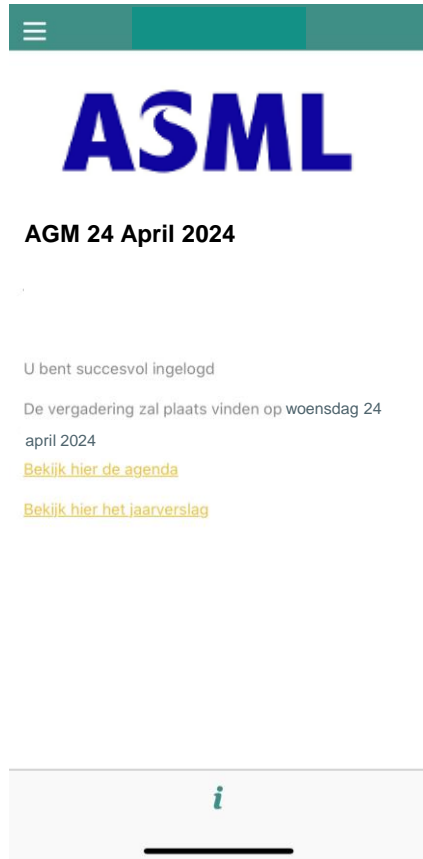 ASML
AGM 24 April 2024
U bent succesvol ingelogd
De vergadering zal plaats vinden op woensdag 24
april 2024
Bekijk hier de agenda
Bekijk hier het jaarverslag
i